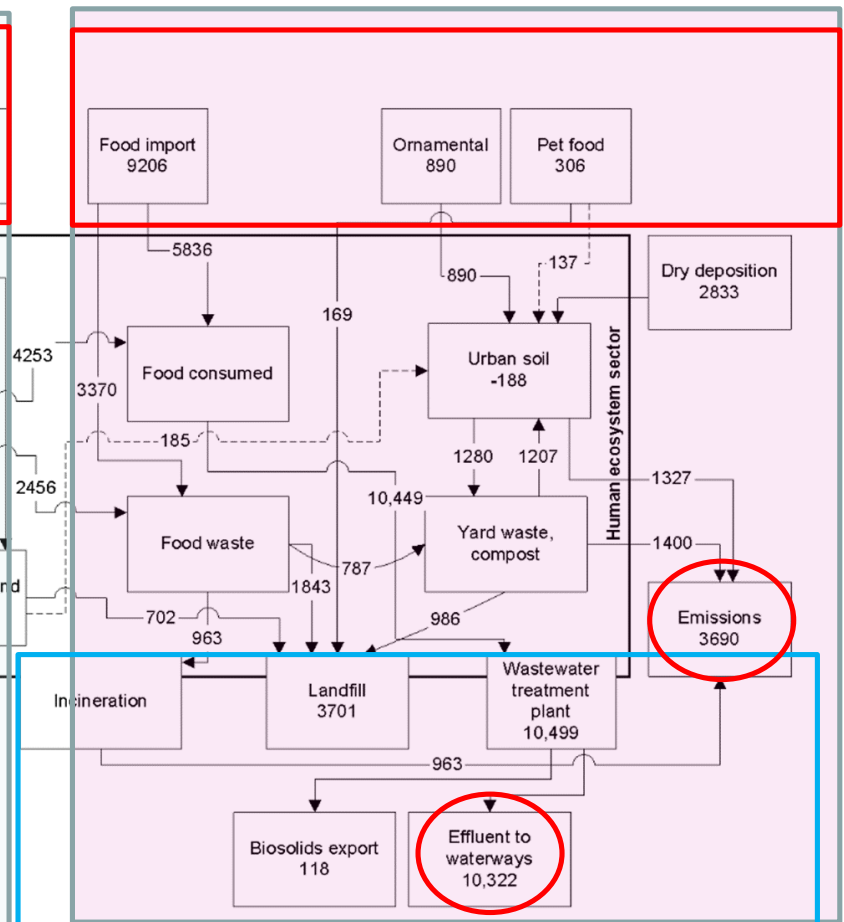 Food import
9206
Ornamental
890
Pet food
306
5836
890
137
Dry deposition
2833
169
4253
Food consumed
Urban soil
-188
3370
Human ecosystem sector
185
1280
1207
2456
10,449
1327
Food waste
Yard waste,
compost
1400
787
nd
1843
702
963
986
Emissions
3690
Incineration
Landfill
3701
Wastewater
treatment
plant
10,499
963
Biosolids export
118
Effluent to
waterways
10,322